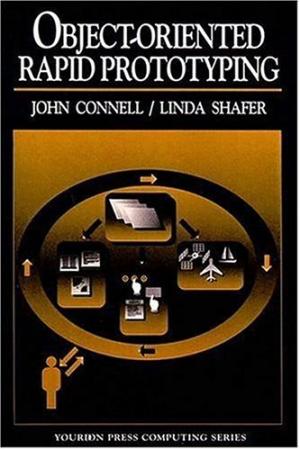 OBJECT-ORIENTED
RAPID PROTOTYPING
JOHN CONNELL / LINDA SHAFER
YOURDON PRESS COMPUTING SERIES